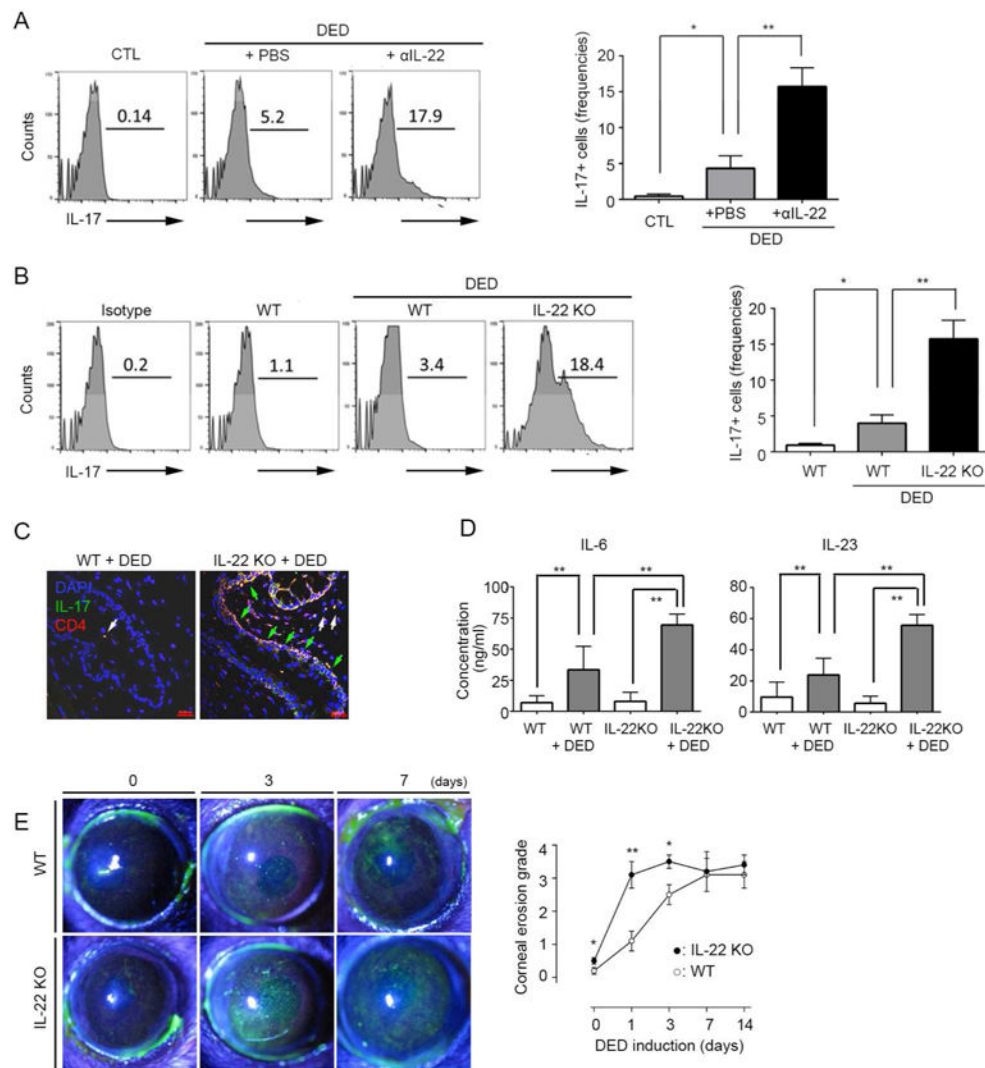 A
DED
CTL
+ PBS
+ αIL-22
0.14
5.2
17.9
Counts
IL-17
IL-17+ cells (frequencies)
20
15
10
5
0
*
**
CTL
+PBS
+αIL-22
DED
B
DED
Isotype
WT
WT
IL-22 KO
0.2
1.1
3.4
18.4
Counts
IL-17
IL-17+ cells (frequencies)
20
15
10
5
0
*
**
WT
WT
IL-22 KO
DED
C
WT + DED
IL-22 KO + DED
DAPI
IL-17
CD4
D
IL-6
IL-23
Concentration
(ng/ml)
100
75
50
25
0
**
**
**
WT
WT
+ DED
IL-22KO
IL-22KO
+ DED
80
60
40
20
0
**
**
**
WT
WT
+ DED
IL-22KO
IL-22KO
+ DED
E
0
3
7
(days)
WT
IL-22 KO
Corneal erosion grade
4
3
2
1
0
*
**
*
●: IL-22 KO
○: WT
0
1
3
7
14
DED induction (days)